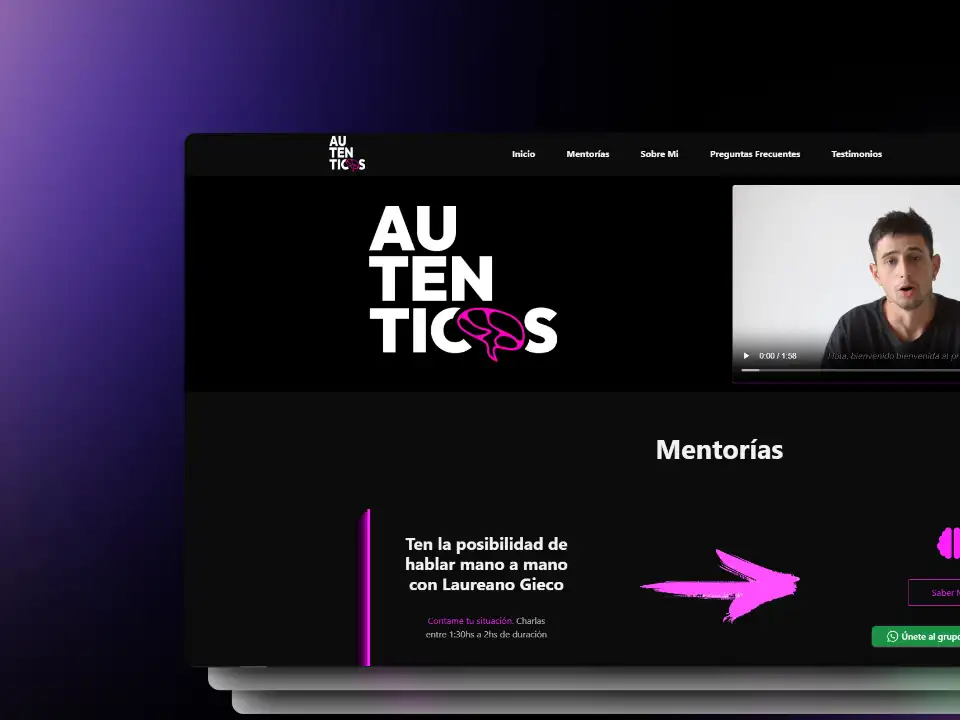 AU
TEN
TICOS
Inicio Mentorías Sobre Mi Preguntas Frecuentes Testimonios
AU
TEN
TICOS
0:00 / 1:58
Hola, bienvenido bienvenida al
Mentorías
Ten la posibilidad de
hablar mano a mano
con Laureano Gieco
Contame tu situación. Charlas
entre 1:30hs a 2hs de duración
Saber
Únete al grupo